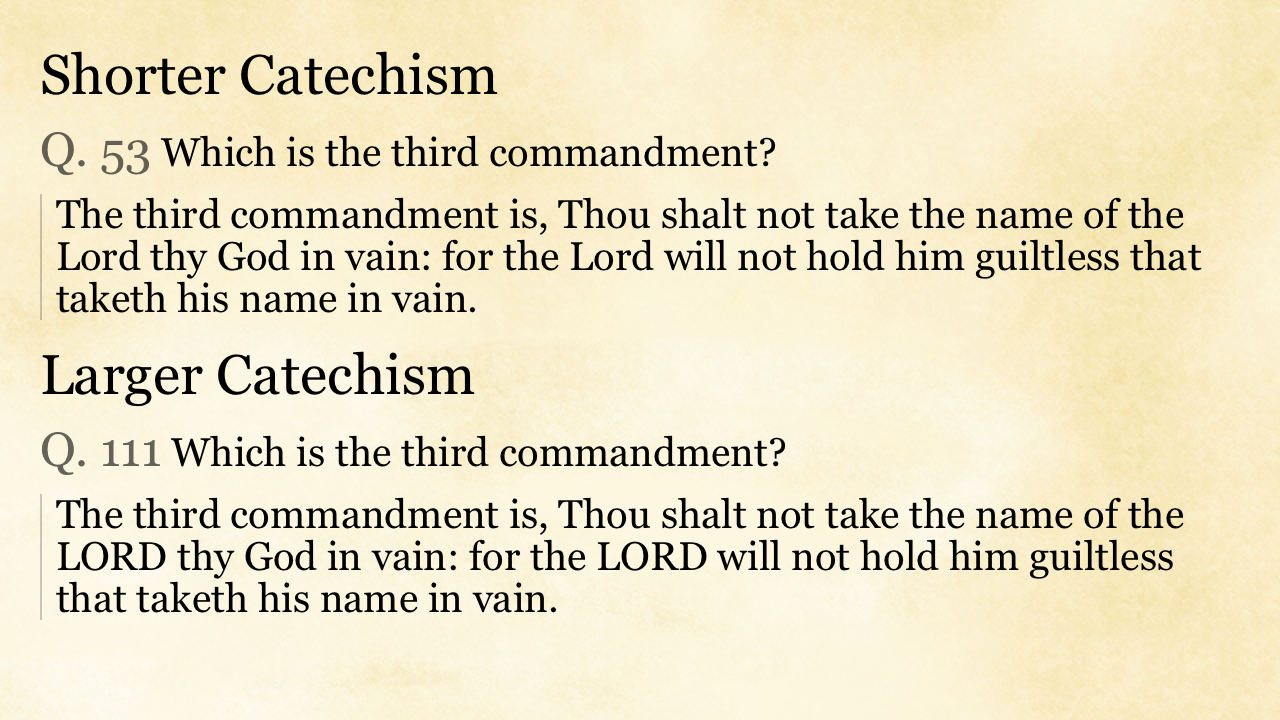 Shorter Catechism
Q. 53 Which is the third commandment?
The third commandment is, Thou shalt not take the name of the
Lord thy God in vain: for the Lord will not hold him guiltless that
taketh his name in vain.
Larger Catechism
Q. 111 Which is the third commandment?
The third commandment is, Thou shalt not take the name of the
LORD thy God in vain: for the LORD will not hold him guiltless
that taketh his name in vain.